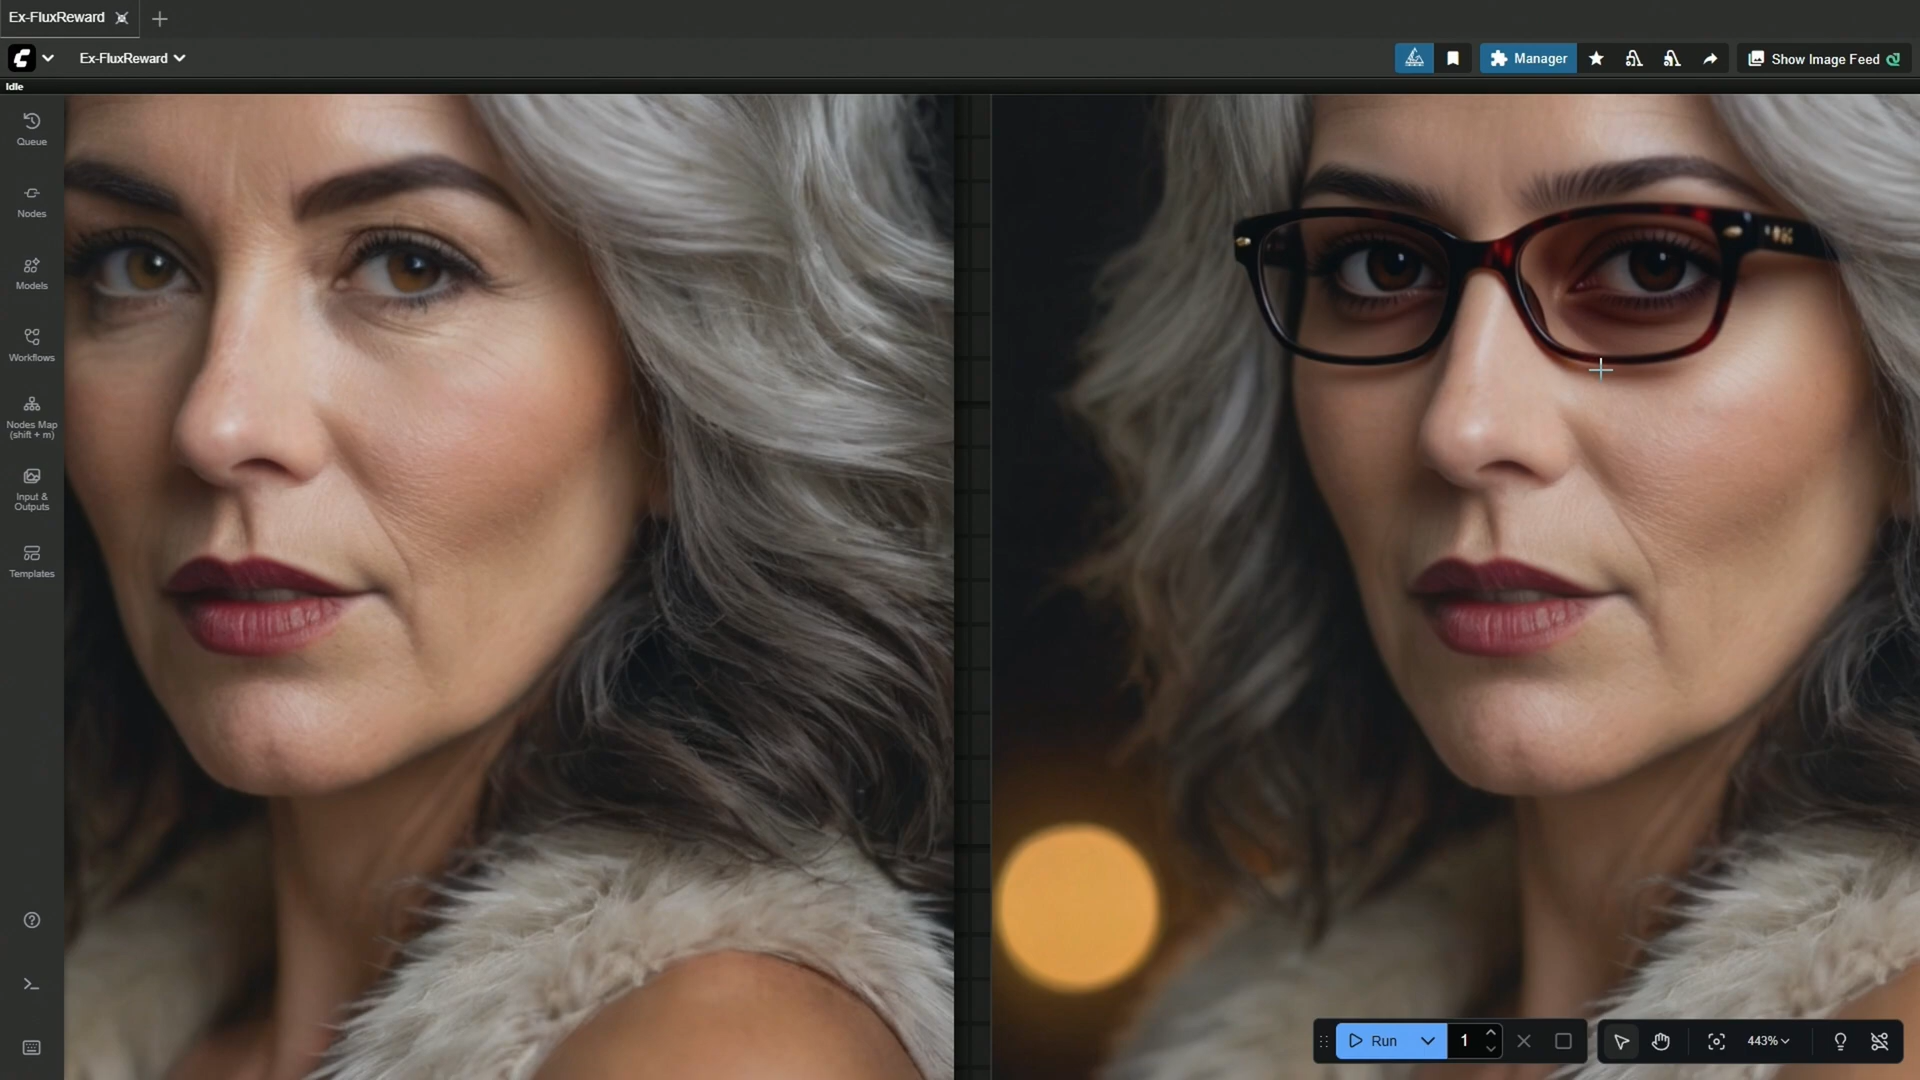 Ex-FluxReward
Ex-FluxReward
Manager
Show Image Feed
Idle
Queue
Nodes
Models
Workflows
Nodes Map
(shift + m)
Input &
Outputs
Templates
Run
1
443%